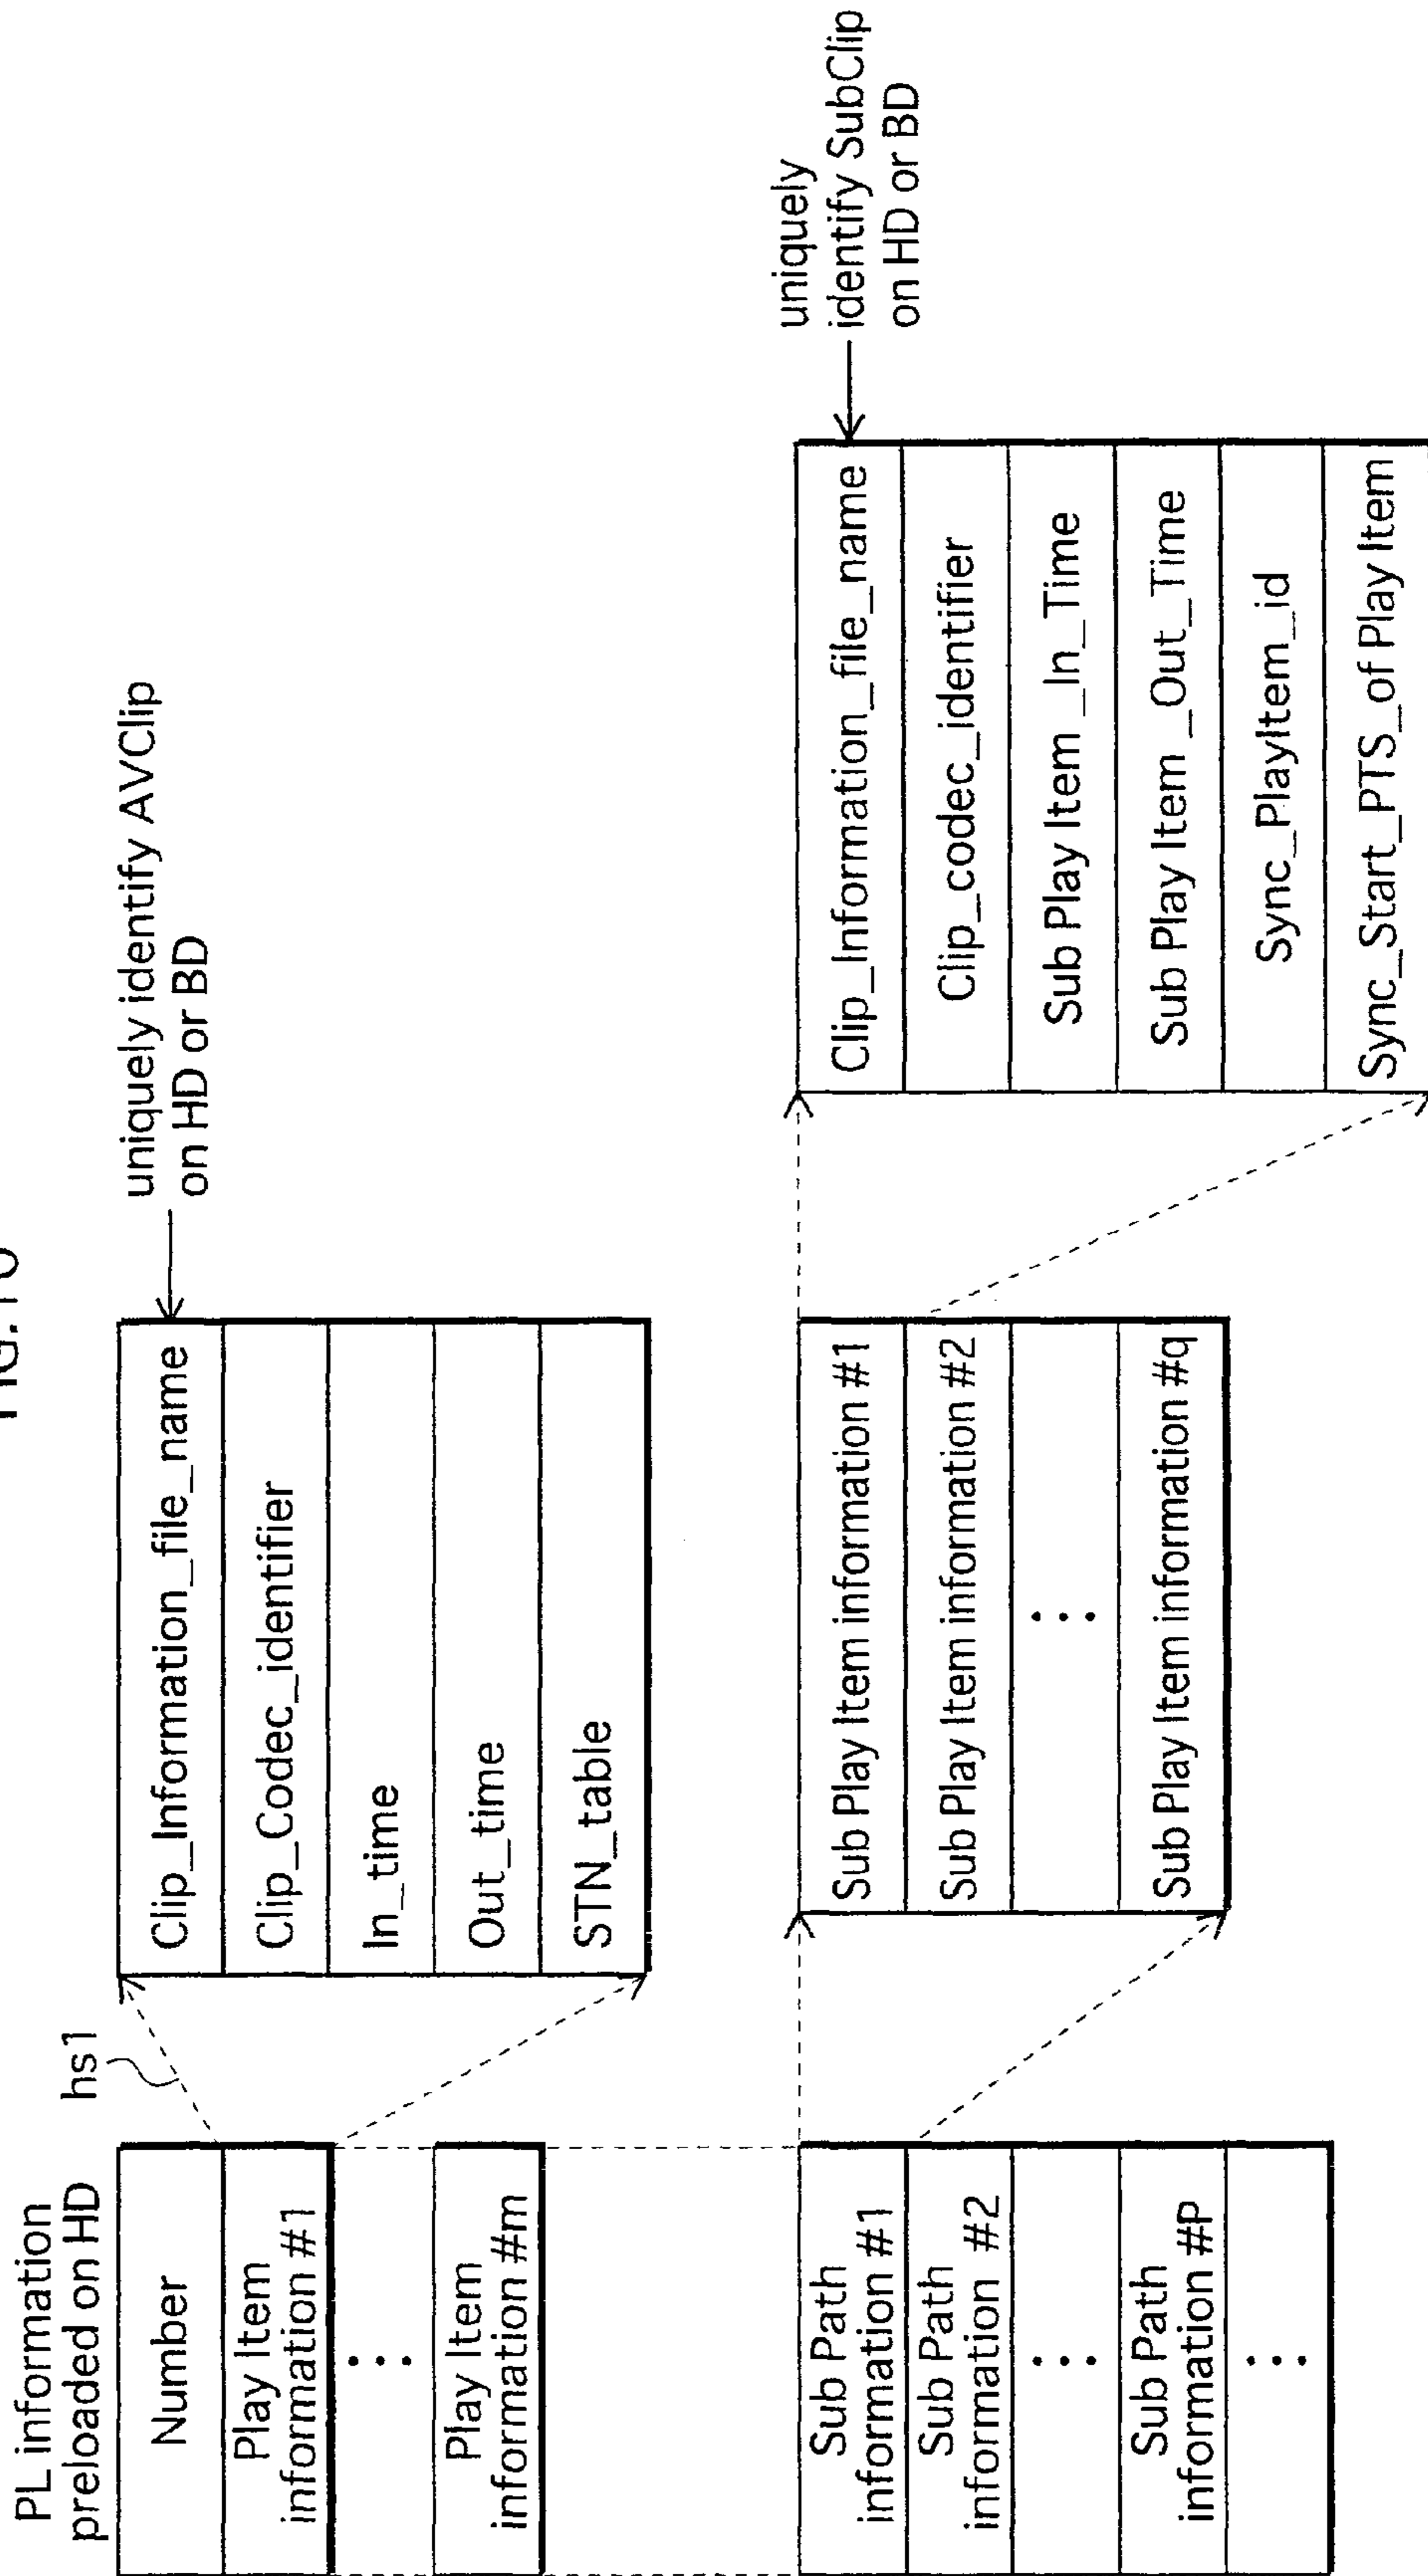 PL information
preloaded on HD
hs1
Number
Play Item
information #1
...
Play Item
information #m
Clip_Information_file_name
Clip_Codec_identifier
In_time
Out_time
STN_table
uniquely identify AVClip
on HD or BD
Sub Path
information #1
Sub Path
information #2
...
Sub Path
information #P
...
Sub Play Item information #1
Sub Play Item information #2
...
Sub Play Item information #q
Clip_Information_file_name
Clip_codec_identifier
Sub Play Item _In_Time
Sub Play Item _Out_Time
Sync_PlayItem_id
Sync_Start_PTS_of Play Item
uniquely
identify SubClip
on HD or BD